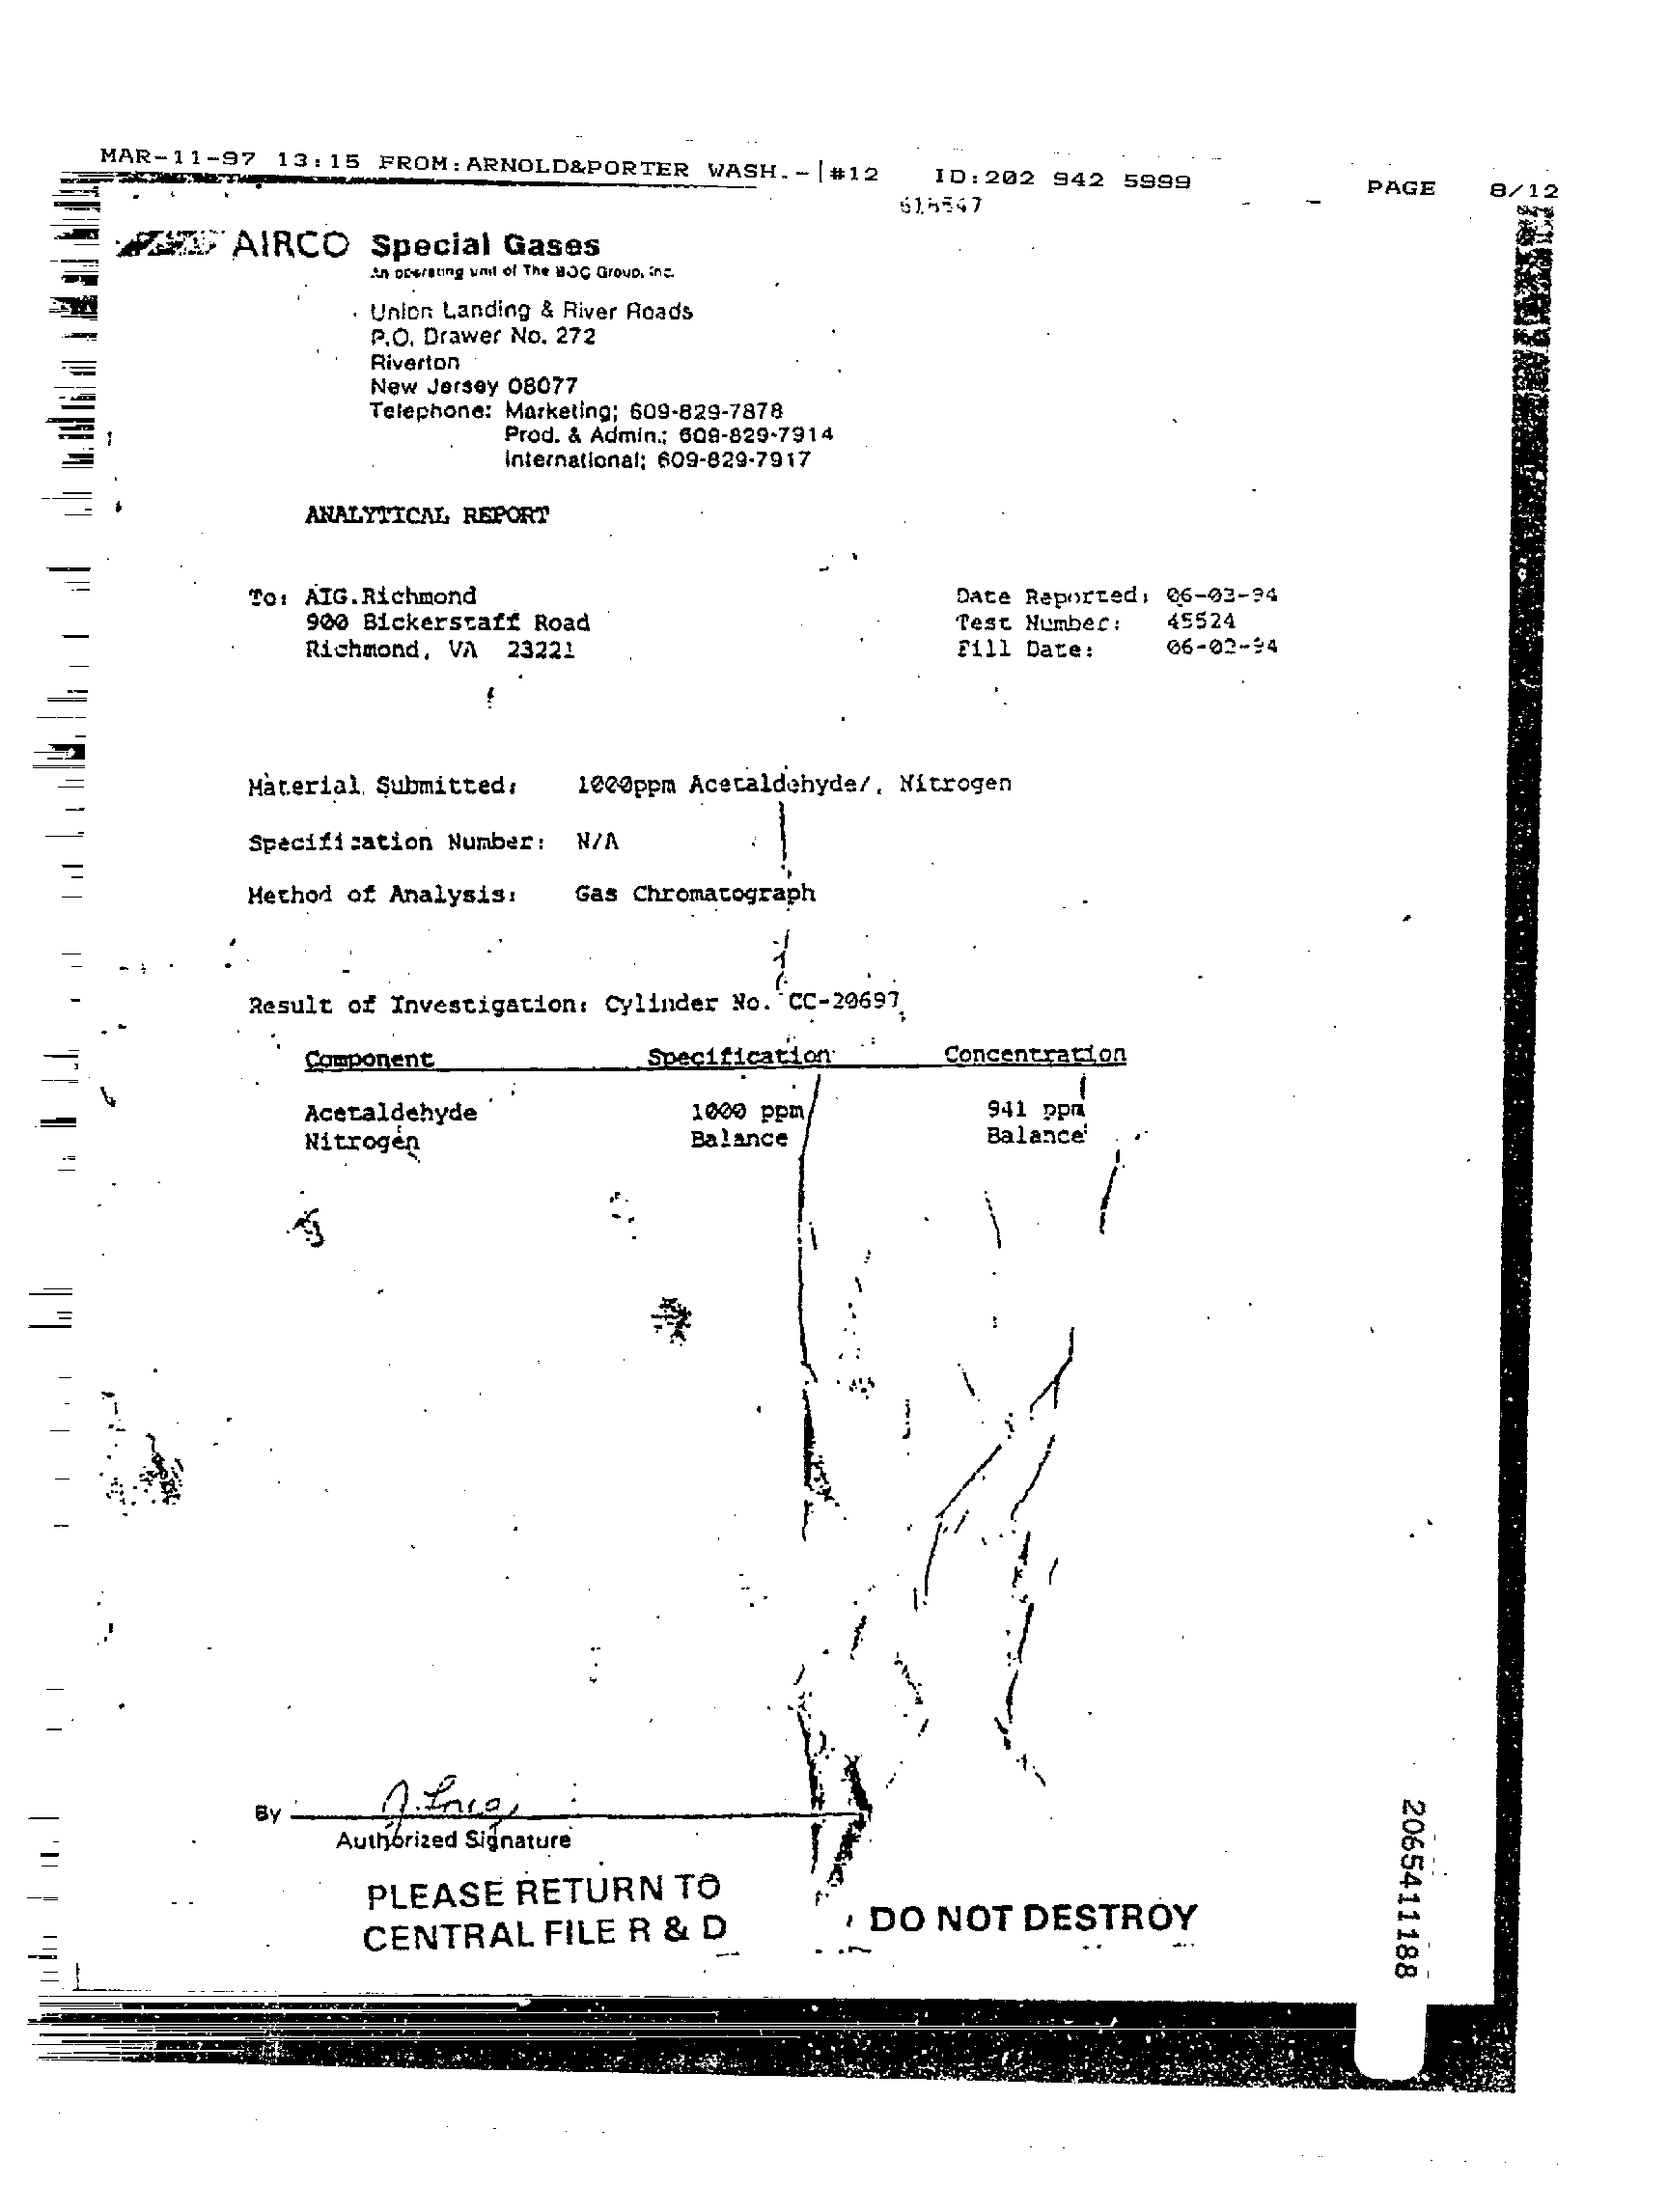 MAR-11-97 13:15 FROM:ARNOLD&PORTER WASH.- #12 ID:202 942 5999 PAGE 8/12
AIRCO Special Gases
An operating unit of The BOC Group, Inc.
Union Landing & River Roads
P.O. Drawer No. 272
Riverton
New Jersey 08077
Telephone: Marketing; 609-829-7878
Prod. & Admin.; 609-829-7914
International; 609-829-7917
ANALYTICAL REPORT
To: AIG.Richmond
900 Bickerstaff Road
Richmond, VA 23221
Date Reported: 06-03-94
Test Number: 45524
Fill Date: 06-02-94
Material Submitted: 1000ppm Acetaldehyde/, Nitrogen
Specification Number: N/A
Method of Analysis: Gas Chromatograph
Result of Investigation: Cylinder No. CC-20697
Component Specification Concentration
Acetaldehyde 1000 ppm 941 ppm
Nitrogen Balance Balance
By
Authorized Signature
PLEASE RETURN TO
CENTRAL FILE R & D
DO NOT DESTROY
2065411188